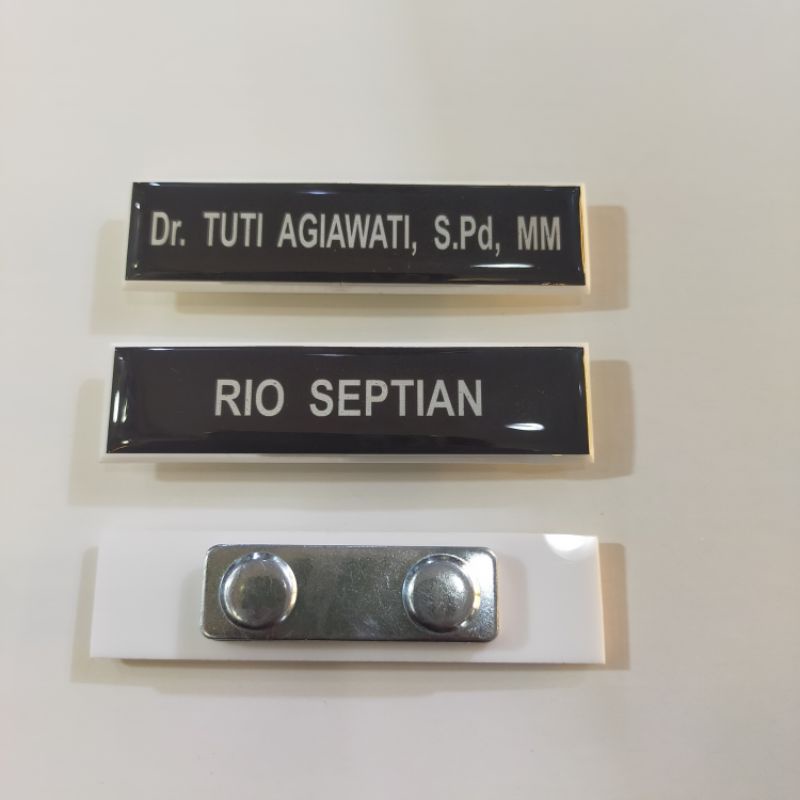 Dr. TUTI AGIAWATI, S.Pd, MM
RIO SEPTIAN